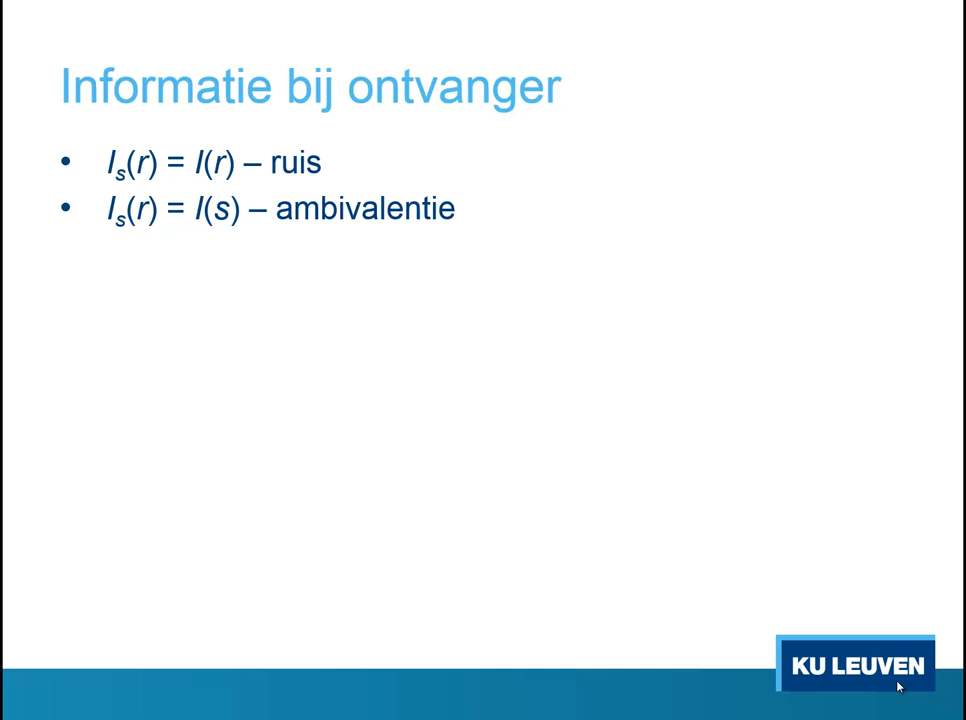 Informatie bij ontvanger
• Is(r) = I(r) – ruis
• Is(r) = I(s) – ambivalentie
KU LEUVEN